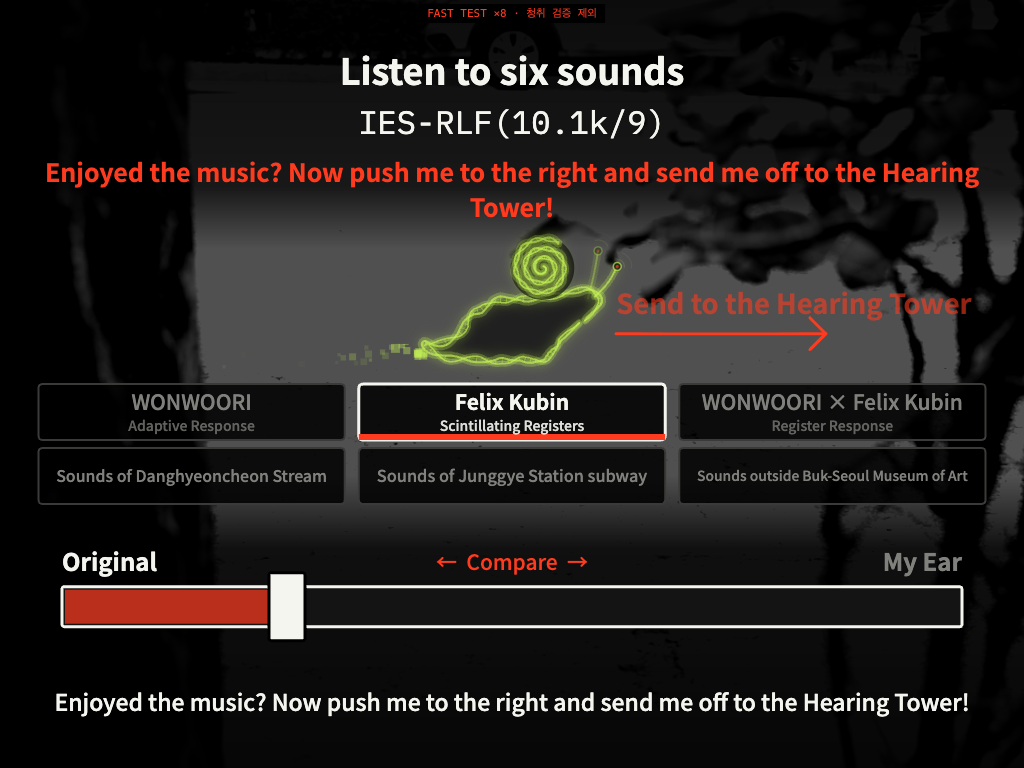 FAST TEST ×8 · 청취 검증 제외
Listen to six sounds
IES-RLF(10.1k/9)
Enjoyed the music? Now push me to the right and send me off to the Hearing
Tower!
Send to the Hearing Tower
WONWOORI
Adaptive Response
Felix Kubin
Scintillating Registers
WONWOORI × Felix Kubin
Register Response
Sounds of Danghyeoncheon Stream
Sounds of Junggye Station subway
Sounds outside Buk-Seoul Museum of Art
Original
← Compare →
My Ear
Enjoyed the music? Now push me to the right and send me off to the Hearing Tower!